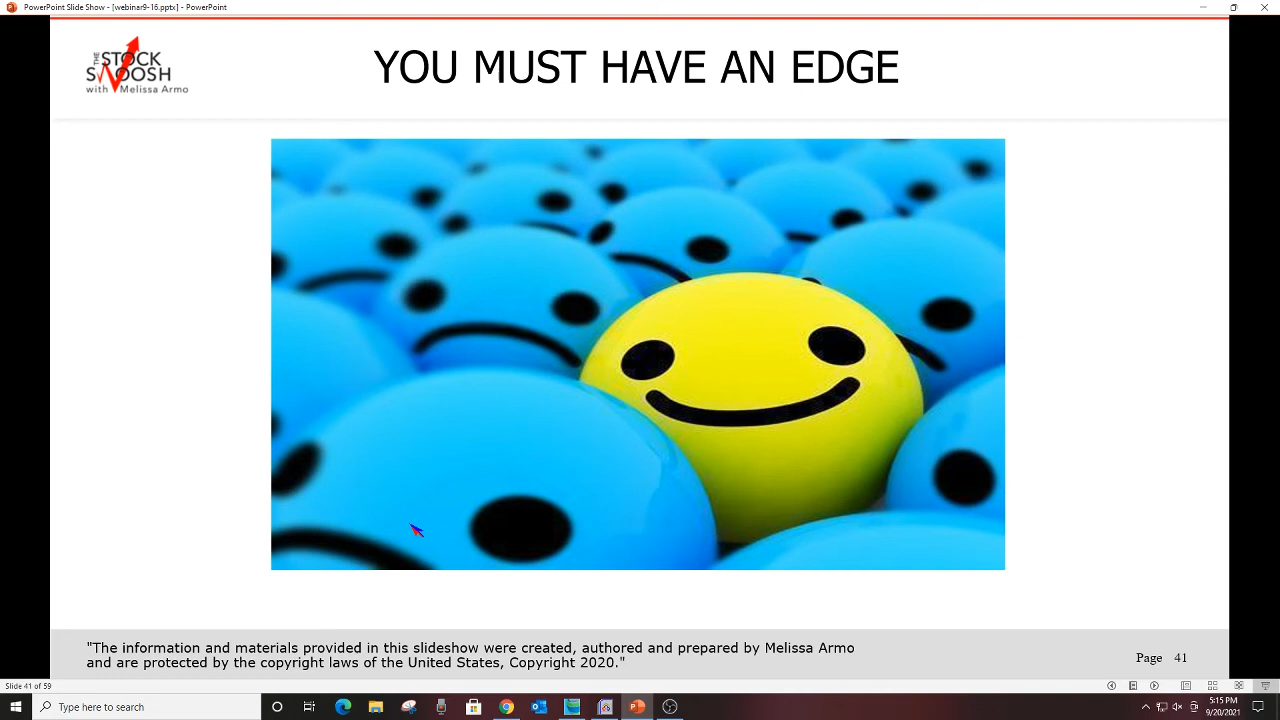 PowerPoint Slide Show - [webinar9-16.pptx] - PowerPoint
THE
STOCK
SWOOSH
with Melissa Armo
YOU MUST HAVE AN EDGE
"The information and materials provided in this slideshow were created, authored and prepared by Melissa Armo
and are protected by the copyright laws of the United States, Copyright 2020."
Page 41
Slide 41 of 59
Type here to search
5:15 PM
9/20/2021